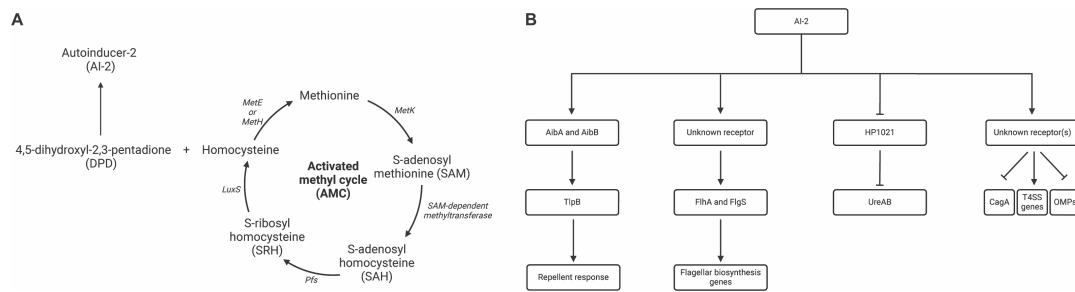 A
Autoinducer-2
(AI-2)
4,5-dihydroxyl-2,3-pentadione
(DPD)
+
Homocysteine
MetE
or
MetH
Methionine
MetK
S-adenosyl
methionine (SAM)
Activated
methyl cycle
(AMC)
SAM-dependent
methyltransferase
S-adenosyl
homocysteine
(SAH)
Pfs
S-ribosyl
homocysteine
(SRH)
LuxS
B
AI-2
AibA and AibB
Unknown receptor
HP1021
Unknown receptor(s)
TlpB
FlhA and FlgS
UreAB
CagA
T4SS
genes
OMPs
Repellent response
Flagellar biosynthesis
genes